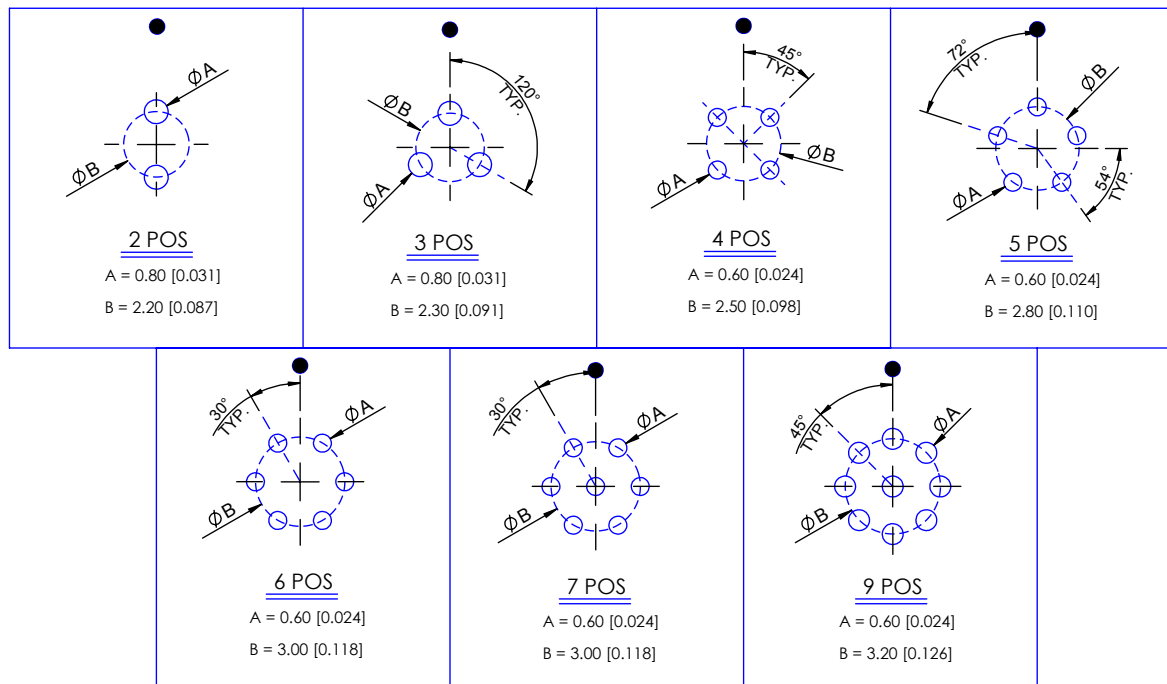 ØA
ØB
2 POS
A = 0.80 [0.031]
B = 2.20 [0.087]
120°
TYP.
ØB
ØA
3 POS
A = 0.80 [0.031]
B = 2.30 [0.091]
45°
TYP.
ØB
ØA
4 POS
A = 0.60 [0.024]
B = 2.50 [0.098]
72°
TYP.
ØB
54°
TYP.
ØA
5 POS
A = 0.60 [0.024]
B = 2.80 [0.110]
30°
TYP.
ØA
ØB
6 POS
A = 0.60 [0.024]
B = 3.00 [0.118]
30°
TYP.
ØA
ØB
7 POS
A = 0.60 [0.024]
B = 3.00 [0.118]
45°
TYP.
ØA
ØB
9 POS
A = 0.60 [0.024]
B = 3.20 [0.126]